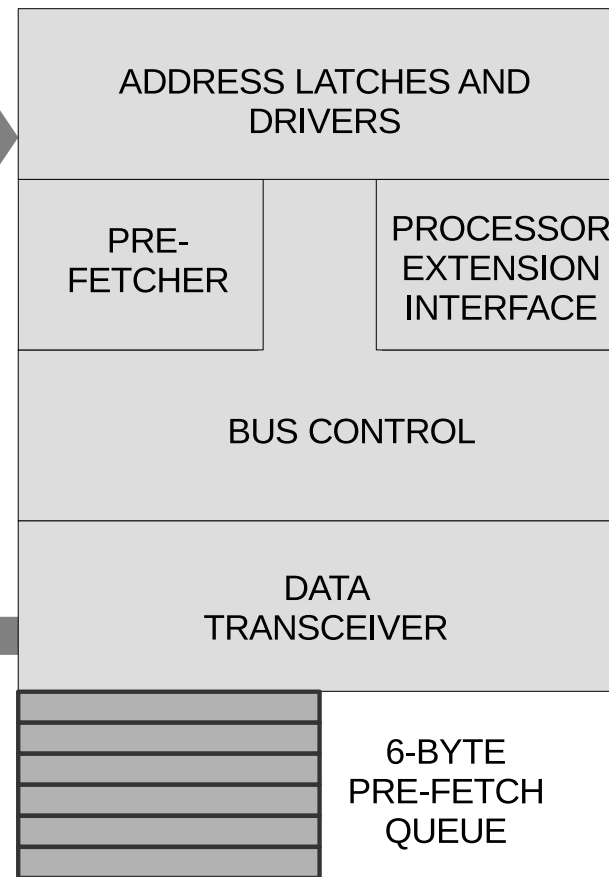 ADDRESS LATCHES AND
DRIVERS
PRE-
FETCHER
PROCESSOR
EXTENSION
INTERFACE
BUS CONTROL
DATA
TRANSCEIVER
6-BYTE
PRE-FETCH
QUEUE